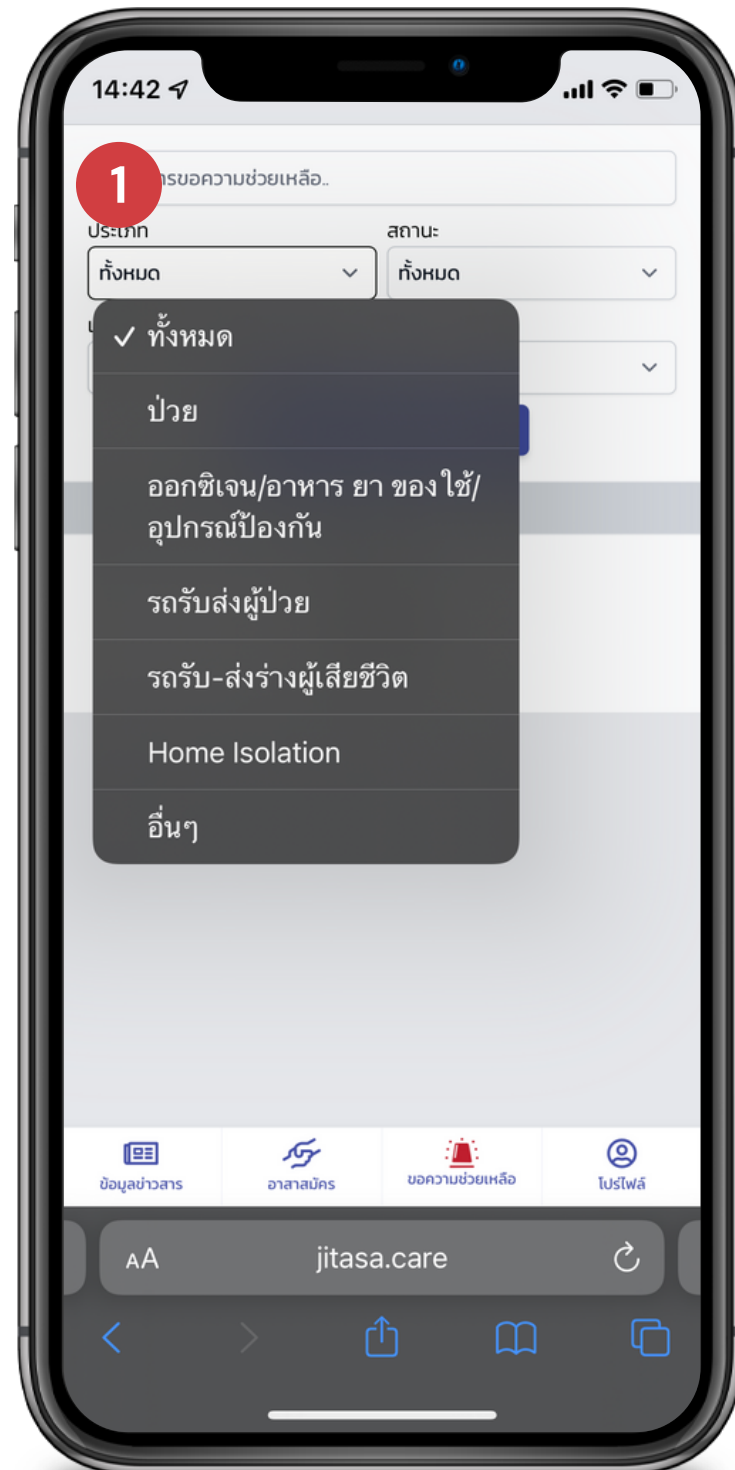 14:42
1
ขอความช่วยเหลือ..
ประเภท
สถานะ
ทั้งหมด
ทั้งหมด
✓ ทั้งหมด
ป่วย
ออกซิเจน/อาหาร ยา ของใช้/
อุปกรณ์ป้องกัน
รถรับส่งผู้ป่วย
รถรับ-ส่งร่างผู้เสียชีวิต
Home Isolation
อื่นๆ
ข้อมูลข่าวสาร
อาสาสมัคร
ขอความช่วยเหลือ
โปรไฟล์
AA
jitasa.care